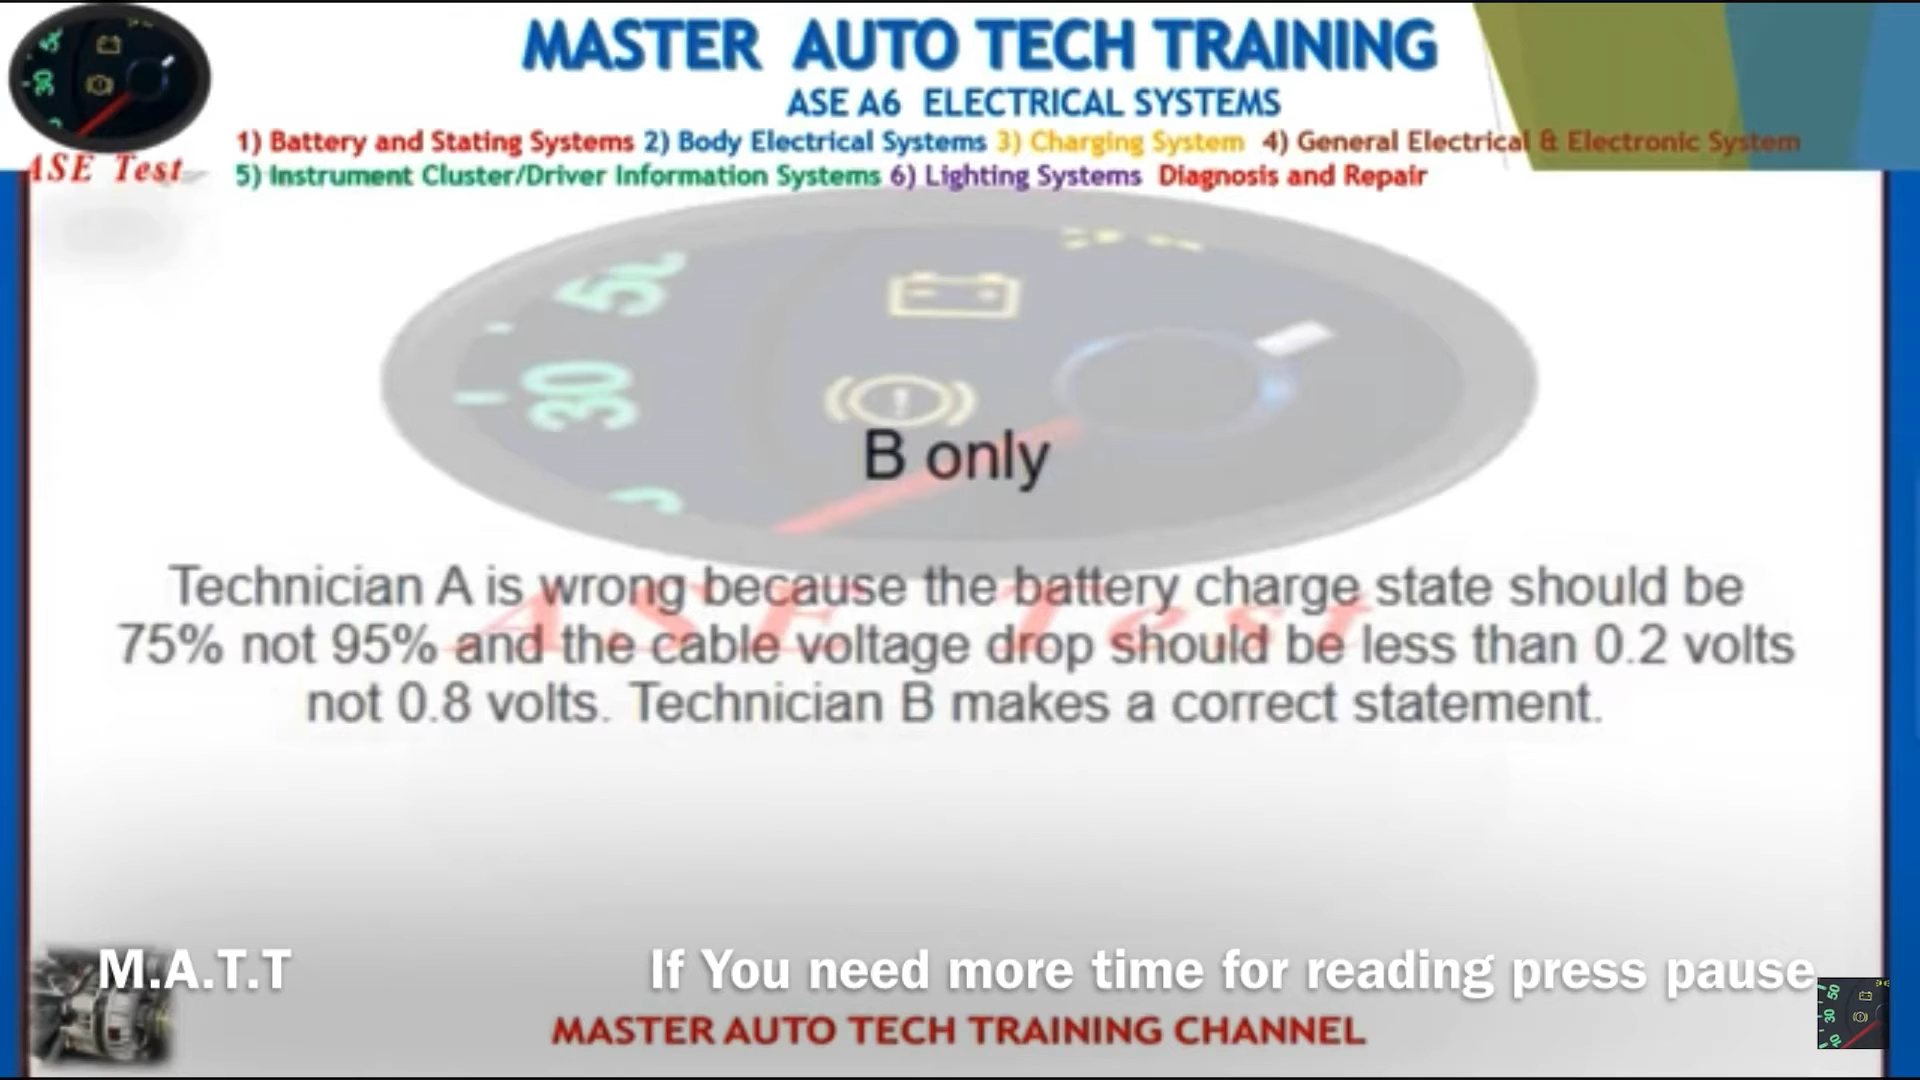 MASTER AUTO TECH TRAINING
ASE A6 ELECTRICAL SYSTEMS
1) Battery and Stating Systems 2) Body Electrical Systems 3) Charging System 4) General Electrical & Electronic System
5) Instrument Cluster/Driver Information Systems 6) Lighting Systems Diagnosis and Repair
ASE Test
30
50
30
B only
ASE Test
Technician A is wrong because the battery charge state should be
75% not 95% and the cable voltage drop should be less than 0.2 volts
not 0.8 volts. Technician B makes a correct statement.
M.A.T.T
If You need more time for reading press pause
50
30
10
MASTER AUTO TECH TRAINING CHANNEL